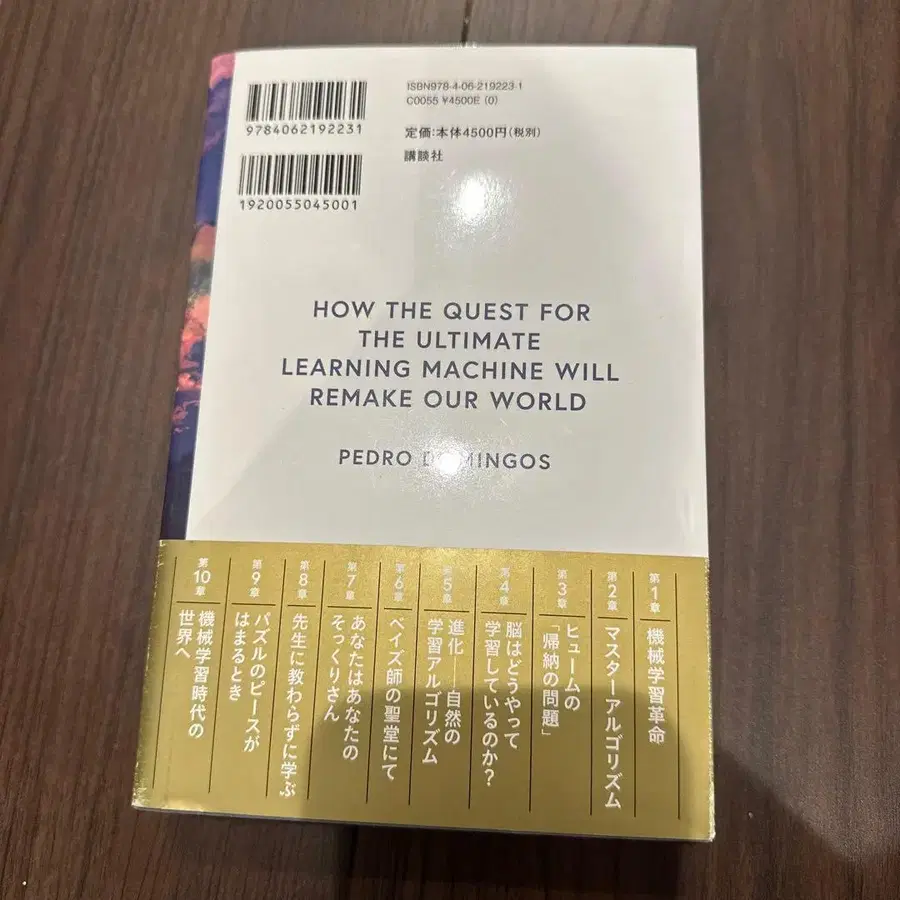 9784062192231
1920055045001
ISBN978-4-06-219223-1
C0055 ¥4500E (0)
定価:本体4500円(税別)
講談社
HOW THE QUEST FOR
THE ULTIMATE
LEARNING MACHINE WILL
REMAKE OUR WORLD
PEDRO DOMINGOS
第1章
機械学習革命
第2章
マスターアルゴリズム
第3章
ヒュームの
「帰納の問題」
第4章
脳はどうやって
学習しているのか?
第5章
進化——自然の
学習アルゴリズム
第6章
ベイズ師の聖堂にて
第7章
あなたはあなたの
そっくりさん
第8章
先生に教わらずに学ぶ
第9章
パズルのピースが
はまるとき
第10章
機械学習時代の
世界へ